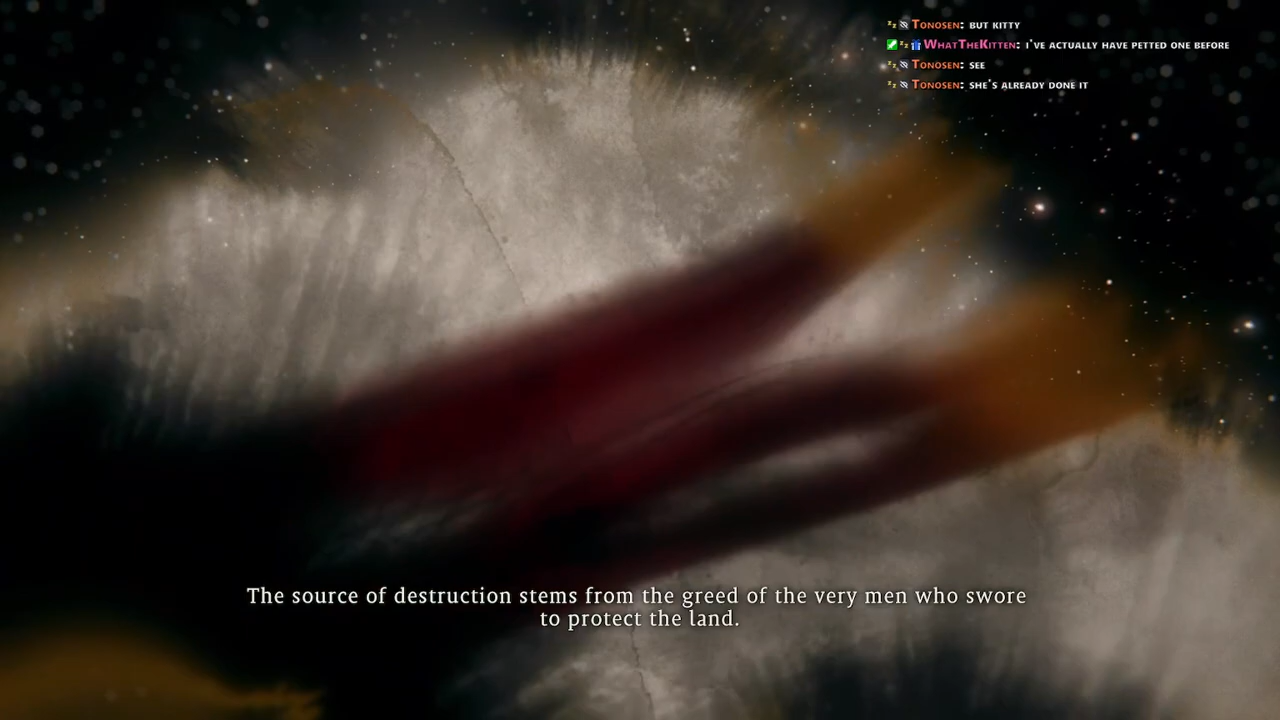 Tonosen: but kitty
WhatTheKitten: I've actually have petted one before
Tonosen: see
Tonosen: she's already done it
The source of destruction stems from the greed of the very men who swore
to protect the land.